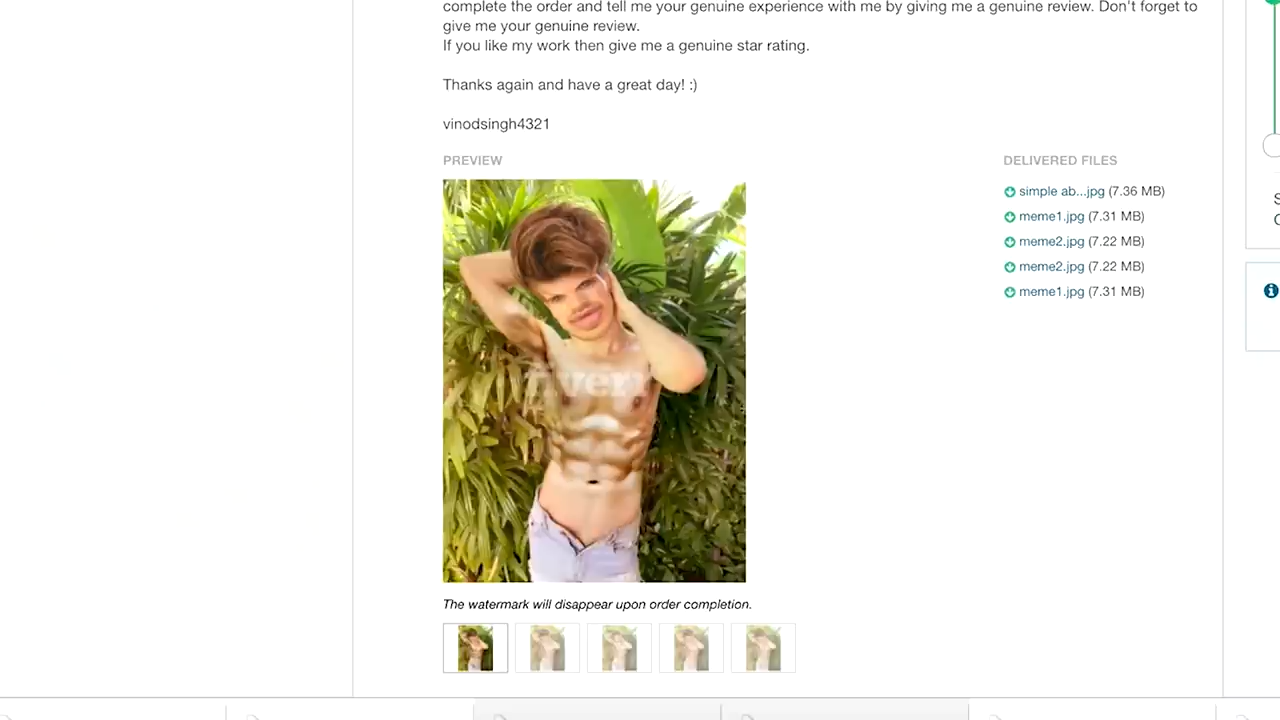 complete the order and tell me your genuine experience with me by giving me a genuine review. Don't forget to
give me your genuine review.
If you like my work then give me a genuine star rating.
Thanks again and have a great day! :)
vinodsingh4321
PREVIEW
DELIVERED FILES
simple ab...jpg (7.36 MB)
meme1.jpg (7.31 MB)
meme2.jpg (7.22 MB)
meme2.jpg (7.22 MB)
meme1.jpg (7.31 MB)
fiverr
The watermark will disappear upon order completion.